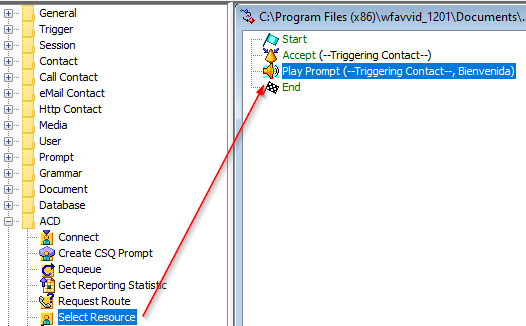 General
Trigger
Session
Contact
Call Contact
eMail Contact
Http Contact
Media
User
Prompt
Grammar
Document
Database
ACD
Connect
Create CSQ Prompt
Dequeue
Get Reporting Statistic
Request Route
Select Resource
C:\Program Files (x86)\wfavvid_1201\Documents\.
Start
Accept (--Triggering Contact--)
Play Prompt (--Triggering Contact--, Bienvenida)
End